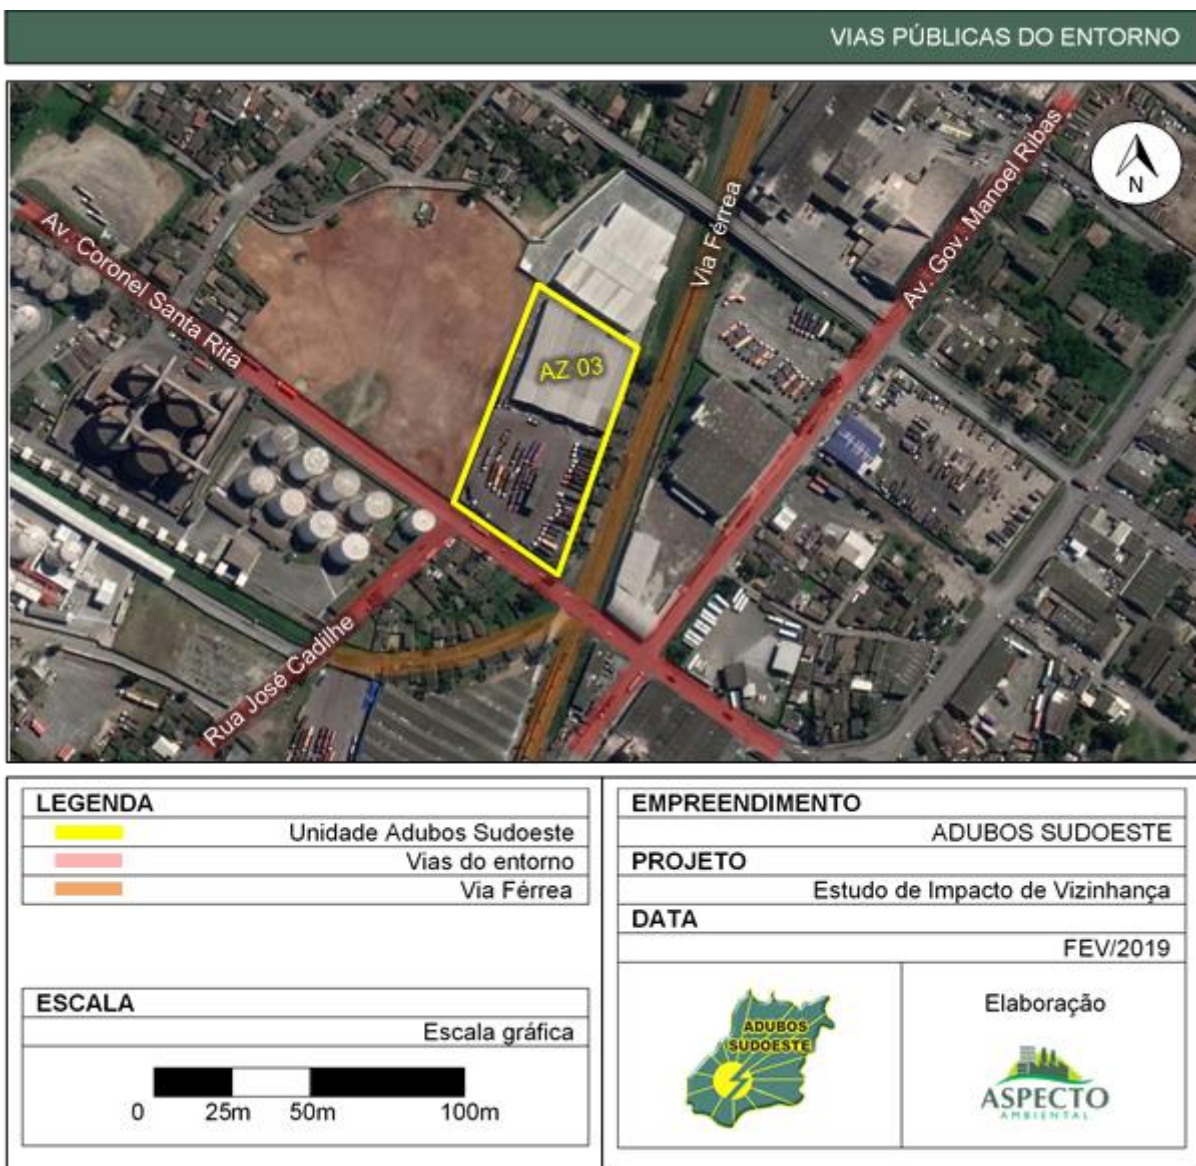 VIAS PÚBLICAS DO ENTORNO
Av. Gov. Manoel Ribas
N
Via Férrea
Av. Coronel Santa Rita
AZ 03
Rua José Cadilhe
LEGENDA
Unidade Adubos Sudoeste
Vias do entorno
Via Férrea
ESCALA
Escala gráfica
0 25m 50m 100m
EMPREENDIMENTO
ADUBOS SUDOESTE
PROJETO
Estudo de Impacto de Vizinhança
DATA
FEV/2019
ADUBOS
SUDOESTE
Elaboração
ASPECTO
AMBIENTAL